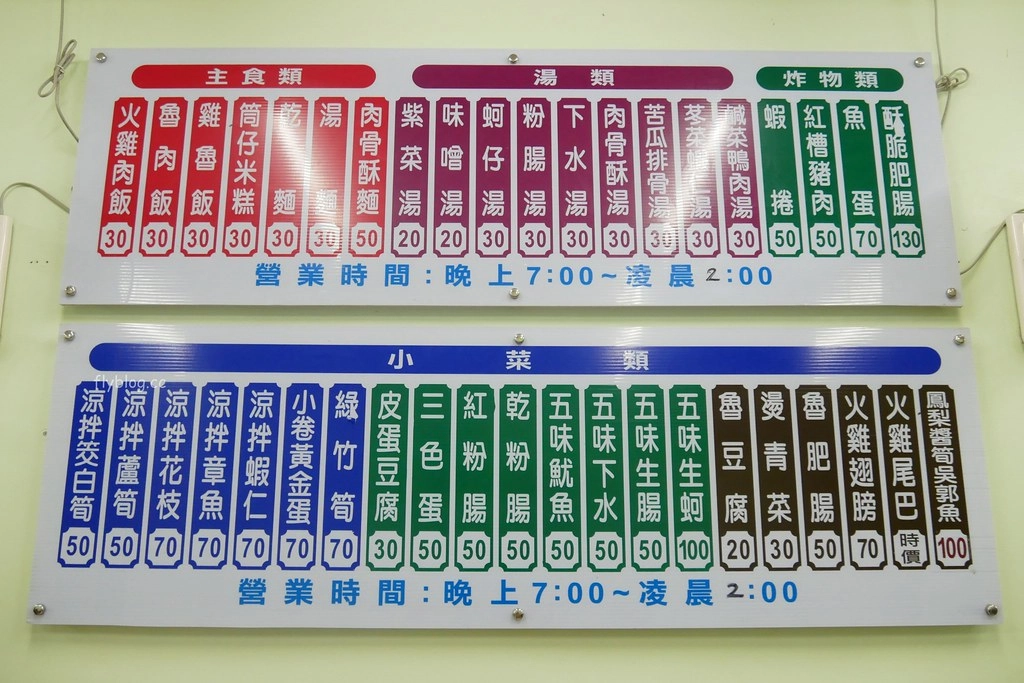 主食類 湯類 炸物類
火雞肉飯 30
魯肉飯 30
雞魯飯 30
筒仔米糕 30
乾麵 30
湯麵 30
肉骨酥麵 50
紫菜湯 20
味噌湯 20
蚵仔湯 30
粉腸湯 30
下水湯 30
肉骨酥湯 30
苦瓜排骨湯 30
菜湯 30
鹹菜鴨肉湯 30
蝦捲 50
紅槽豬肉 50
魚蛋 70
酥脆肥腸 130
營業時間:晚上7:00~凌晨2:00
小菜類
flyblog.cc
涼拌筊白筍 50
涼拌蘆筍 50
涼拌花枝 70
涼拌章魚 70
涼拌蝦仁 70
小卷黃金蛋 70
綠竹筍 70
皮蛋豆腐 30
三色蛋 50
紅粉腸 50
乾粉腸 50
五味魷魚 50
五味下水 50
五味生腸 50
五味生蚵 100
魯豆腐 20
燙青菜 30
魯肥腸 50
火雞翅膀 70
火雞尾巴 時價
鳳梨醬筍吳郭魚 100
營業時間:晚上7:00~凌晨2:00